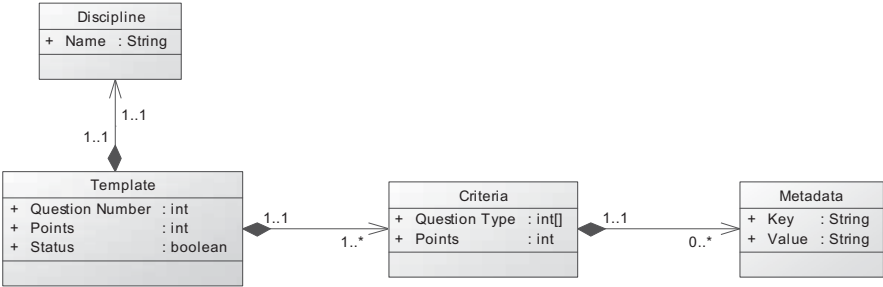 Discipline
+ Name : String
1..1
1..1
Template
+ Question Number : int
+ Points : int
+ Status : boolean
1..1
1..*
Criteria
+ Question Type : int[]
+ Points : int
1..1
0..*
Metadata
+ Key : String
+ Value : String